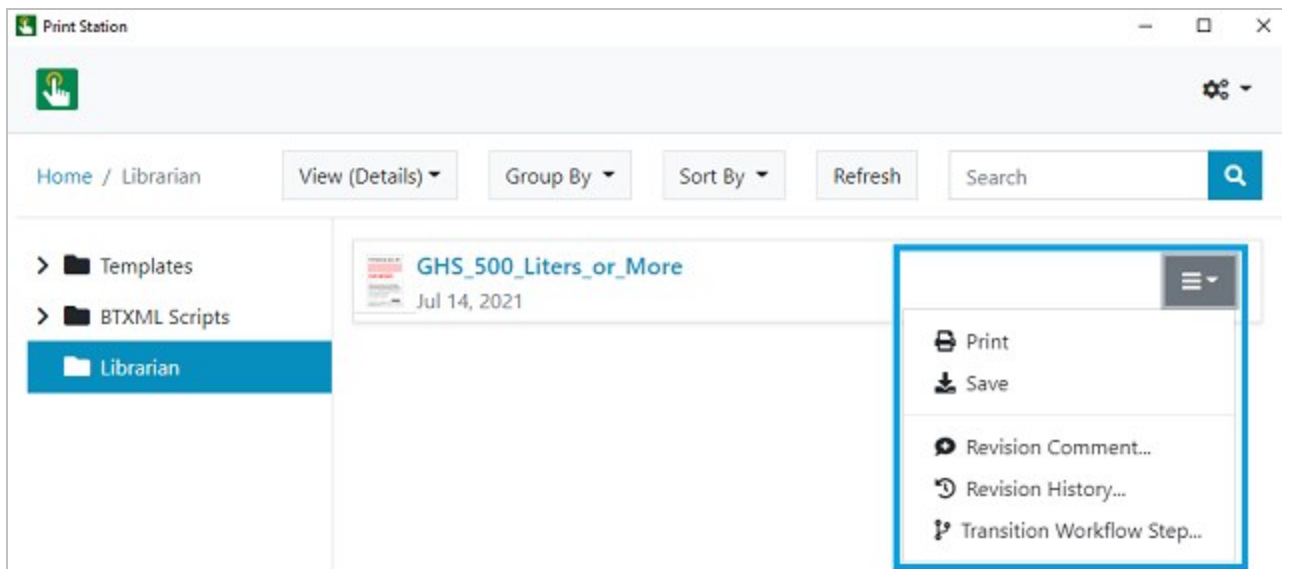 Print Station
Home / Librarian
View (Details)
Group By
Sort By
Refresh
Search
Templates
BTXML Scripts
Librarian
GHS_500_Liters_or_More
Jul 14, 2021
Print
Save
Revision Comment...
Revision History...
Transition Workflow Step...